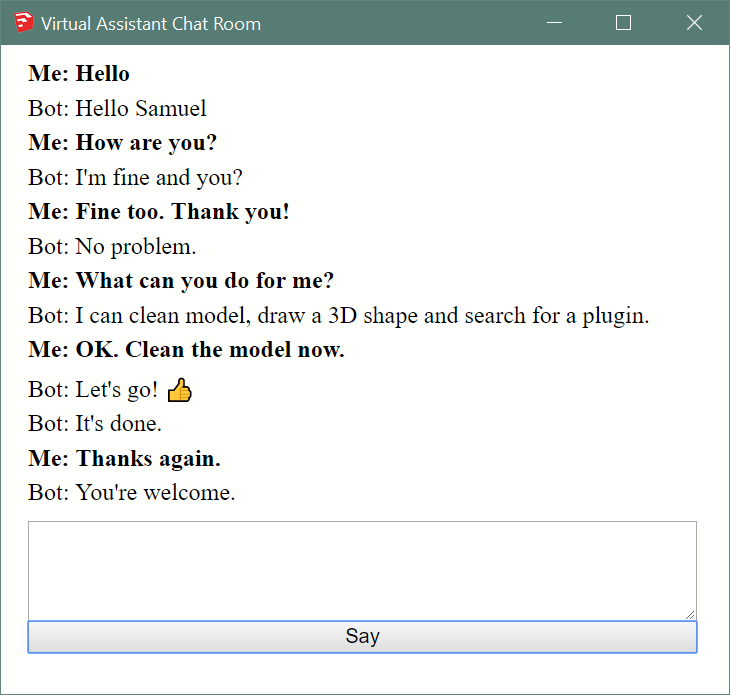 Virtual Assistant Chat Room
Me: Hello
Bot: Hello Samuel
Me: How are you?
Bot: I'm fine and you?
Me: Fine too. Thank you!
Bot: No problem.
Me: What can you do for me?
Bot: I can clean model, draw a 3D shape and search for a plugin.
Me: OK. Clean the model now.
Bot: Let's go! 👍
Bot: It's done.
Me: Thanks again.
Bot: You're welcome.
Say